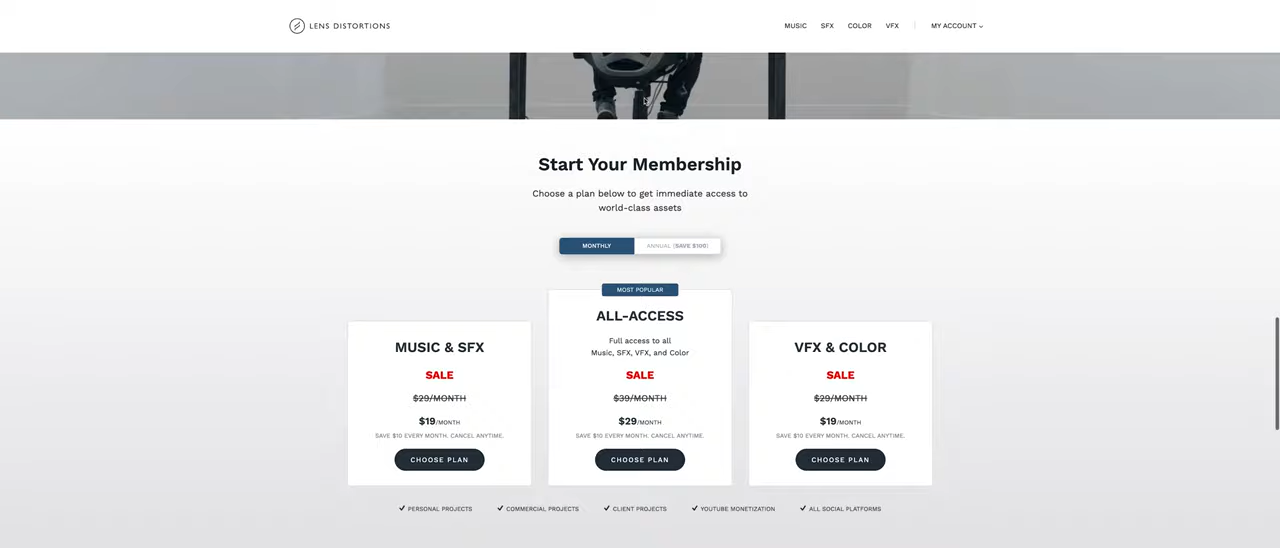 LENS DISTORTIONS
MUSIC SFX COLOR VFX MY ACCOUNT
Start Your Membership
Choose a plan below to get immediate access to
world-class assets
MONTHLY ANNUAL (SAVE $100)
MUSIC & SFX
SALE
$29/MONTH
$19/MONTH
SAVE $10 EVERY MONTH. CANCEL ANYTIME.
CHOOSE PLAN
MOST POPULAR
ALL-ACCESS
Full access to all
Music, SFX, VFX, and Color
SALE
$39/MONTH
$29/MONTH
SAVE $10 EVERY MONTH. CANCEL ANYTIME.
CHOOSE PLAN
VFX & COLOR
SALE
$29/MONTH
$19/MONTH
SAVE $10 EVERY MONTH. CANCEL ANYTIME.
CHOOSE PLAN
PERSONAL PROJECTS COMMERCIAL PROJECTS CLIENT PROJECTS YOUTUBE MONETIZATION ALL SOCIAL PLATFORMS